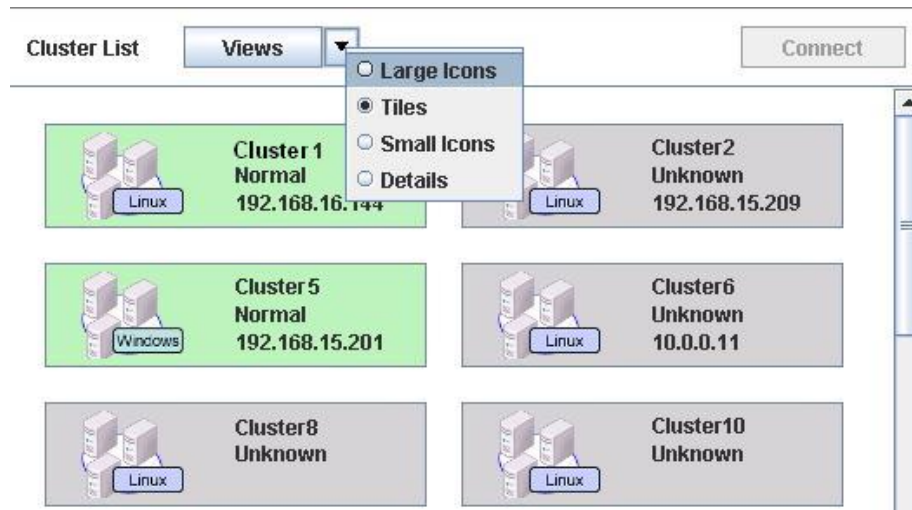 Cluster List
Views
Connect
Large Icons
Tiles
Small Icons
Details
Cluster 1
Normal
192.168.16.144
Linux
Cluster2
Unknown
192.168.15.209
Linux
Cluster5
Normal
192.168.15.201
Windows
Cluster6
Unknown
10.0.0.11
Linux
Cluster8
Unknown
Linux
Cluster10
Unknown
Linux